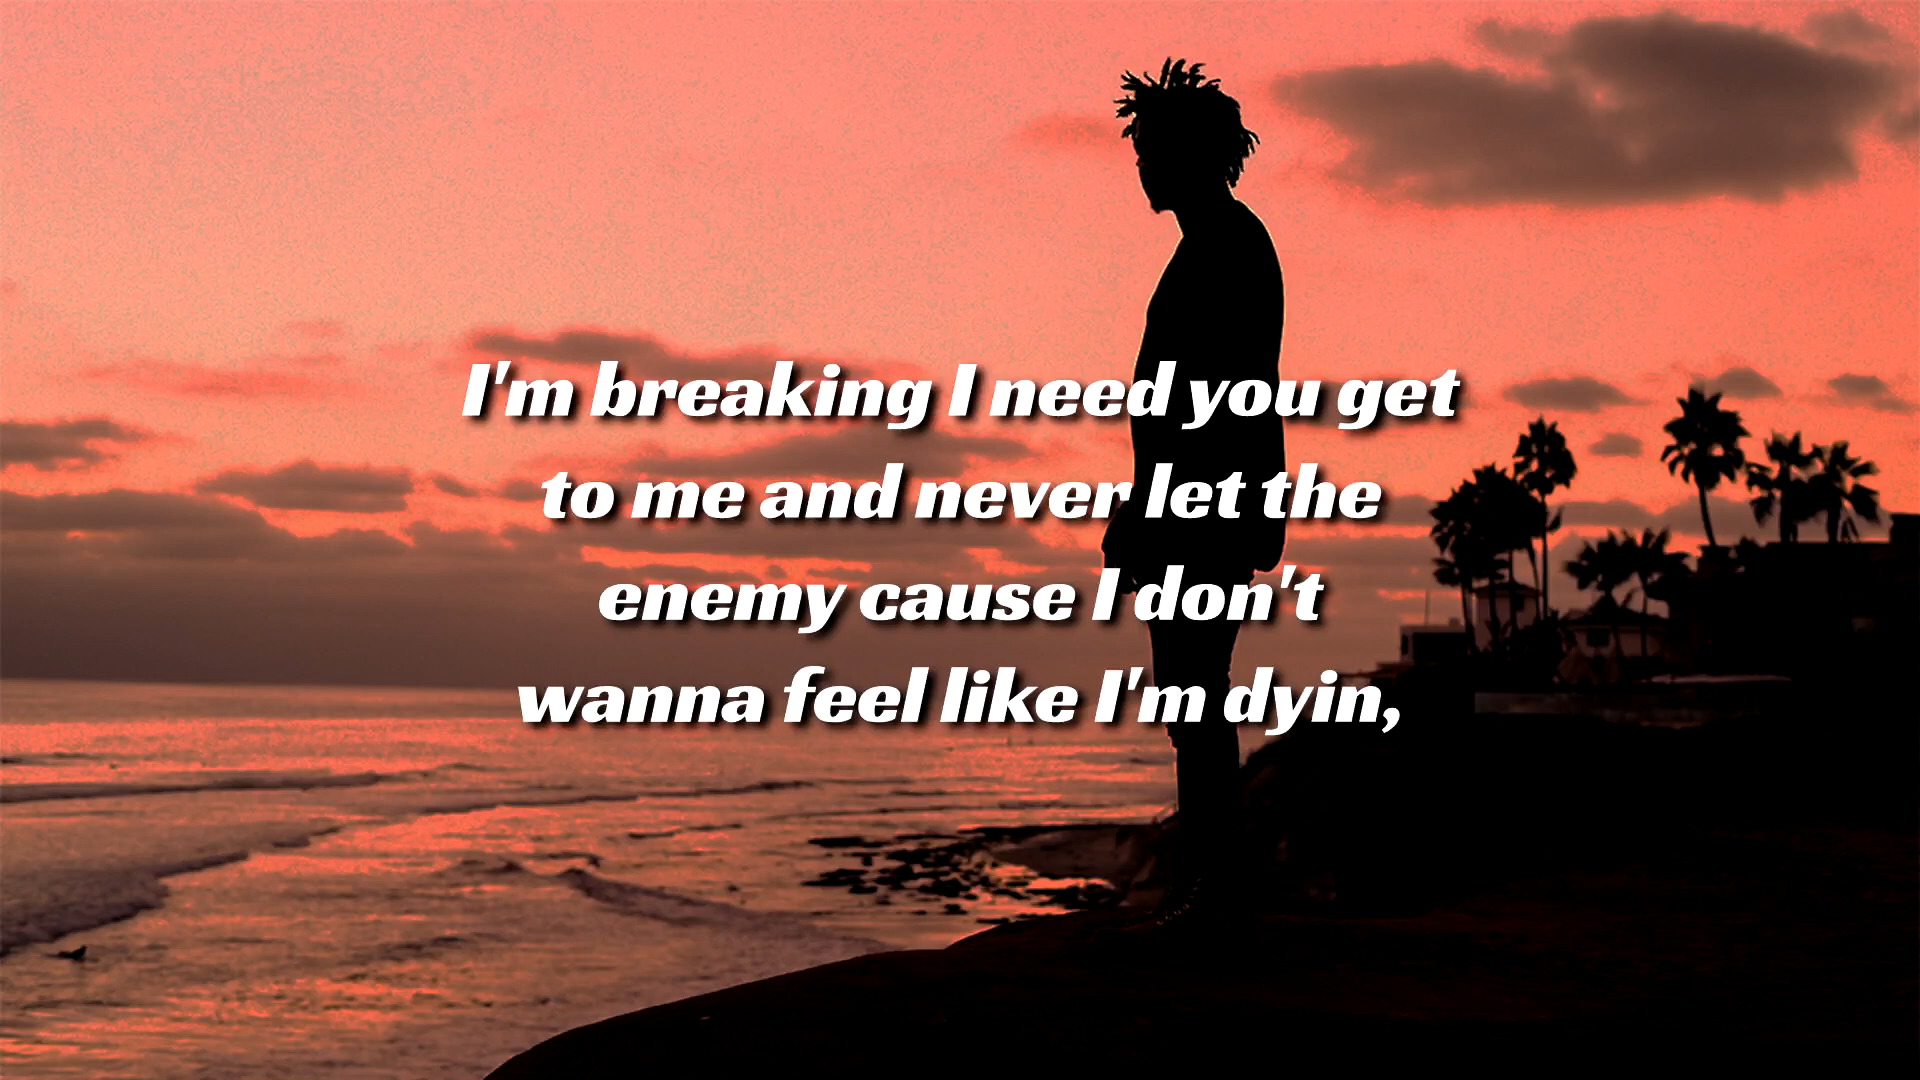 I'm breaking I need you get
to me and never let the
enemy cause I don't
wanna feel like I'm dyin,